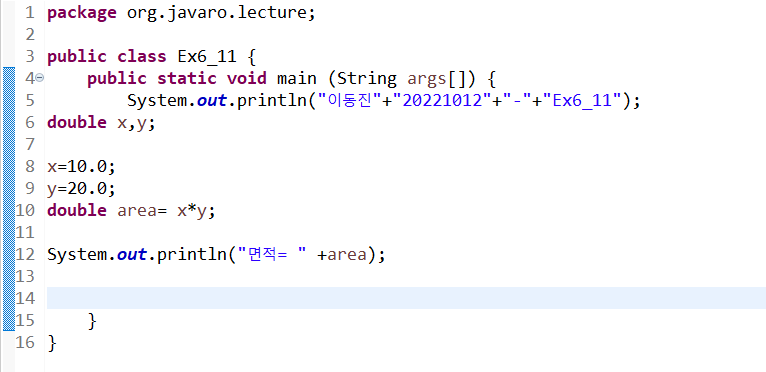 1 package org.javaro.lecture;
2
3 public class Ex6_11 {
4 public static void main (String args[]) {
5 System.out.println("이동진"+"20221012"+"-"+"Ex6_11");
6 double x,y;
7
8 x=10.0;
9 y=20.0;
10 double area= x*y;
11
12 System.out.println("면적= " +area);
13
14
15 }
16 }